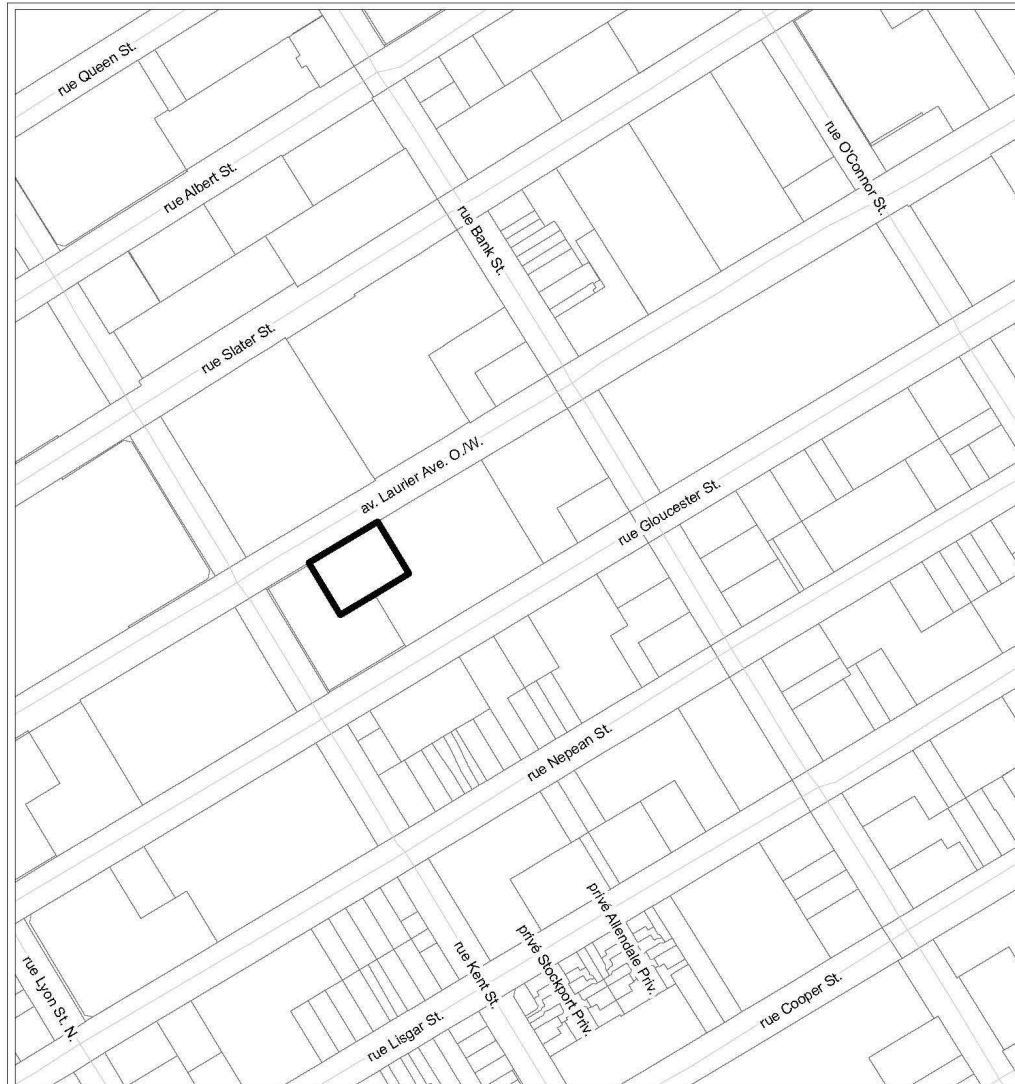 rue Queen St.
rue Albert St.
rue O'Connor St.
rue Bank St.
rue Slater St.
av. Laurier Ave. O./W.
rue Gloucester St.
rue Nepean St.
privé Allendale Priv.
privé Stockport Priv.
rue Kent St.
rue Lyon St. N.
rue Cooper St.
rue Lisgar St.